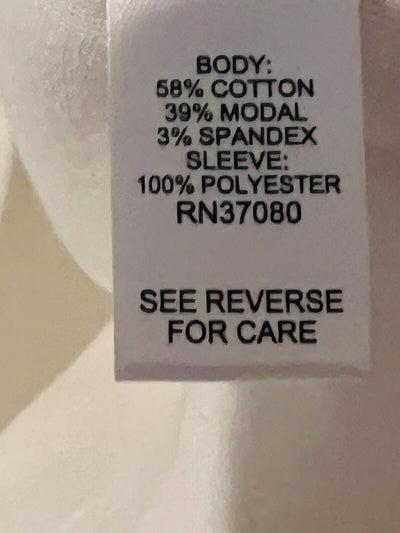 BODY:
58% COTTON
39% MODAL
3% SPANDEX
SLEEVE:
100% POLYESTER
RN37080
SEE REVERSE
FOR CARE